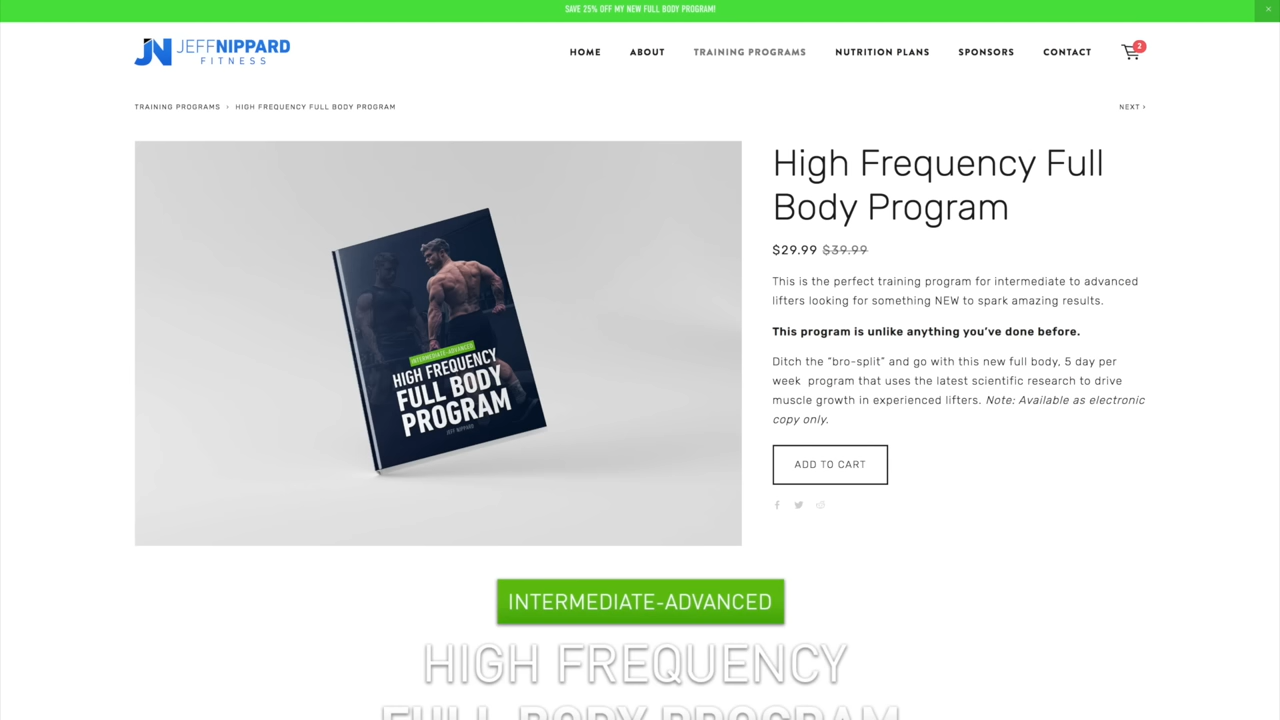 SAVE 25% OFF MY NEW FULL BODY PROGRAM!
×
JN JEFFNIPPARD
FITNESS
HOME ABOUT TRAINING PROGRAMS NUTRITION PLANS SPONSORS CONTACT 2
TRAINING PROGRAMS › HIGH FREQUENCY FULL BODY PROGRAM
NEXT ›
INTERMEDIATE-ADVANCED
HIGH FREQUENCY
FULL BODY
PROGRAM
JEFF NIPPARD
High Frequency Full
Body Program
$29.99 $39.99
This is the perfect training program for intermediate to advanced
lifters looking for something NEW to spark amazing results.
This program is unlike anything you’ve done before.
Ditch the “bro-split” and go with this new full body, 5 day per
week program that uses the latest scientific research to drive
muscle growth in experienced lifters. Note: Available as electronic
copy only.
ADD TO CART
INTERMEDIATE-ADVANCED
HIGH FREQUENCY
FULL BODY PROGRAM